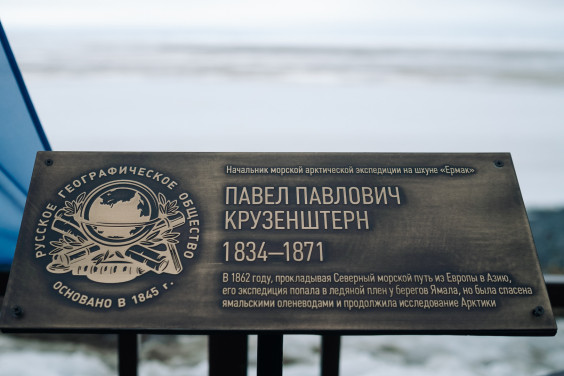 РУССКОЕ ГЕОГРАФИЧЕСКОЕ ОБЩЕСТВО
ОСНОВАНО В 1845 г.
Начальник морской арктической экспедиции на шхуне «Ермак»
ПАВЕЛ ПАВЛОВИЧ
КРУЗЕНШТЕРН
1834—1871
В 1862 году, прокладывая Северный морской путь из Европы в Азию,
его экспедиция попала в ледяной плен у берегов Ямала, но была спасена
ямальскими оленеводами и продолжила исследование Арктики